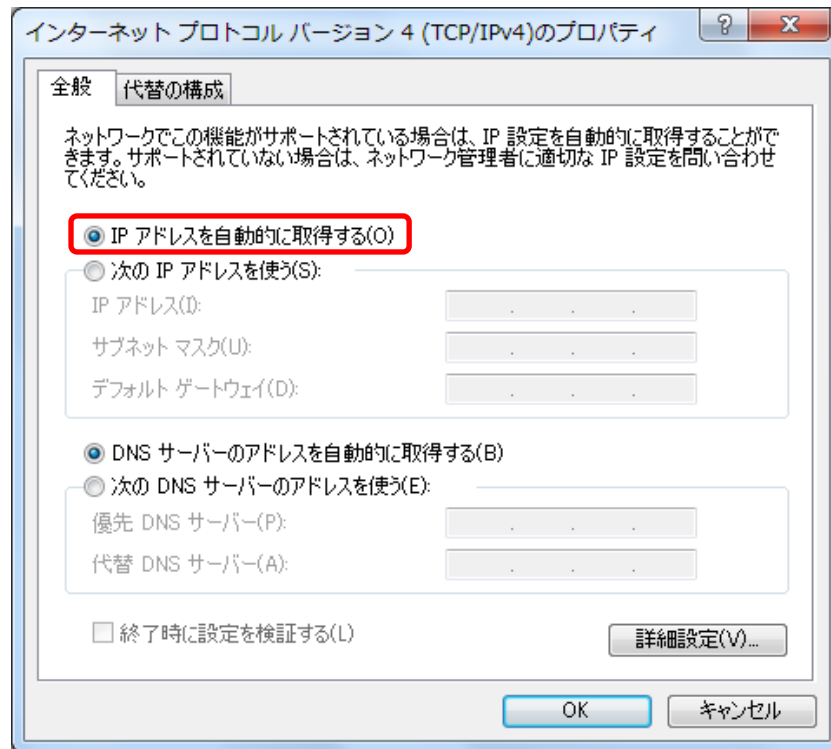 インターネット プロトコル バージョン 4 (TCP/IPv4)のプロパティ
全般
代替の構成
ネットワークでこの機能がサポートされている場合は、IP 設定を自動的に取得することがで
きます。サポートされていない場合は、ネットワーク管理者に適切な IP 設定を問い合わせ
てください。
IP アドレスを自動的に取得する(O)
次の IP アドレスを使う(S):
IP アドレス(I):
サブネット マスク(U):
デフォルト ゲートウェイ(D):
DNS サーバーのアドレスを自動的に取得する(B)
次の DNS サーバーのアドレスを使う(E):
優先 DNS サーバー(P):
代替 DNS サーバー(A):
終了時に設定を検証する(L)
詳細設定(V)...
OK
キャンセル